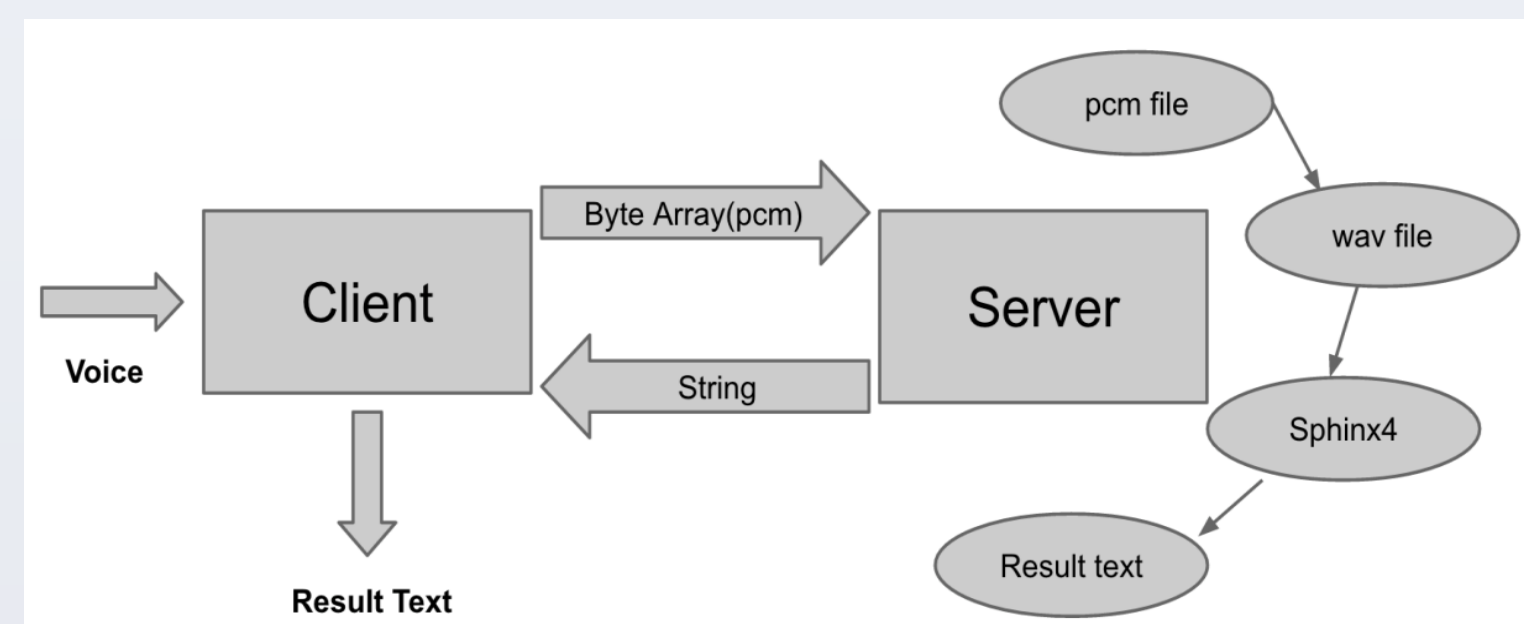 pcm file
Byte Array(pcm)
wav file
Client
Server
Voice
String
Sphinx4
Result text
Result Text